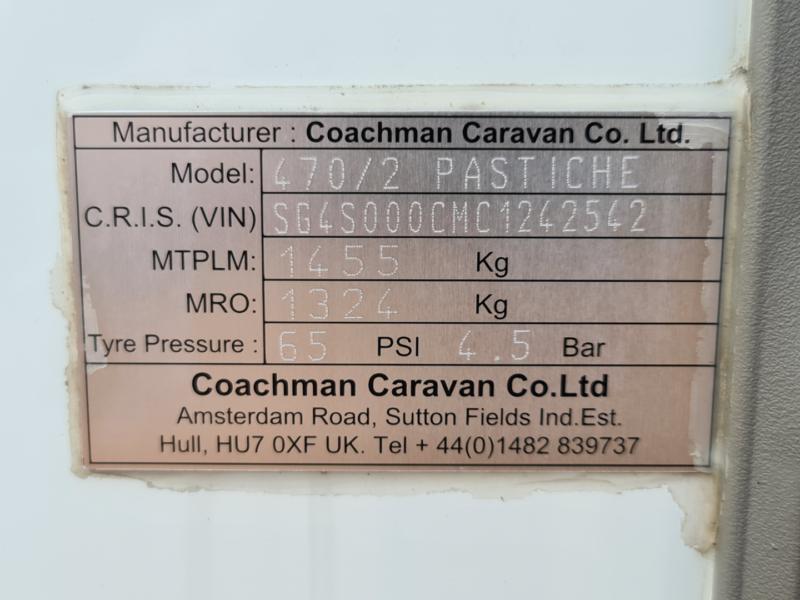 Manufacturer : Coachman Caravan Co. Ltd.
Model: 470/2 PASTICHE
C.R.I.S. (VIN) SG4S000CMC1242542
MTPLM: 1455 Kg
MRO: 1324 Kg
Tyre Pressure : 65 PSI 4.5 Bar
Coachman Caravan Co.Ltd
Amsterdam Road, Sutton Fields Ind.Est.
Hull, HU7 0XF UK. Tel + 44(0)1482 839737